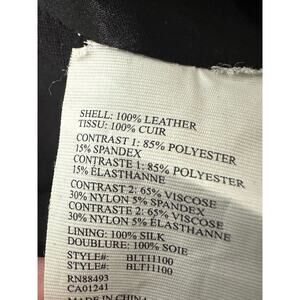 SHELL: 100% LEATHER
TISSU: 100% CUIR
CONTRAST 1: 85% POLYESTER
15% SPANDEX
CONTRASTE 1: 85% POLYESTER
15% ÉLASTHANNE
CONTRAST 2: 65% VISCOSE
30% NYLON 5% SPANDEX
CONTRASTE 2: 65% VISCOSE
30% NYLON 5% ÉLASTHANNE
LINING: 100% SILK
DOUBLURE: 100% SOIE
STYLE#: BLT11100
STYLE#: BLT11100
RN88493
CA01241
MADE IN CHINA